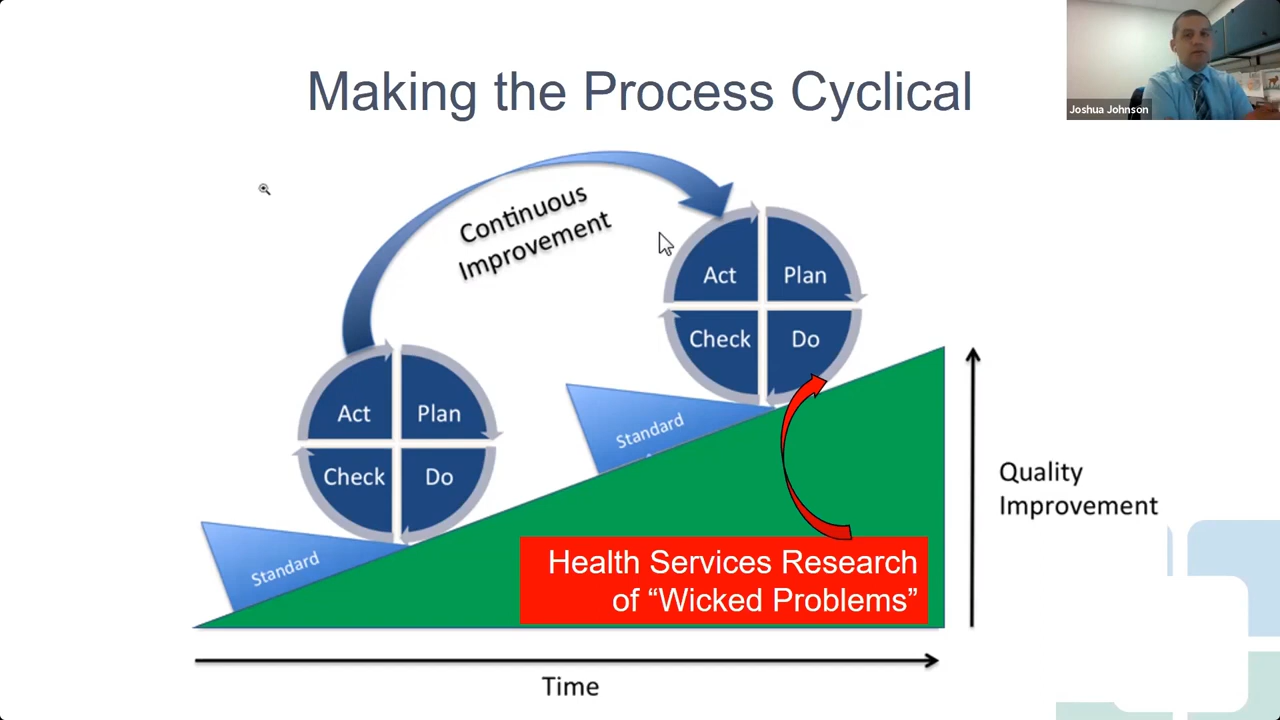 Making the Process Cyclical
Joshua Johnson
Continuous
Improvement
Act
Plan
Check
Do
Standard
Act
Plan
Check
Do
Standard
Quality
Improvement
Health Services Research
of “Wicked Problems”
Time